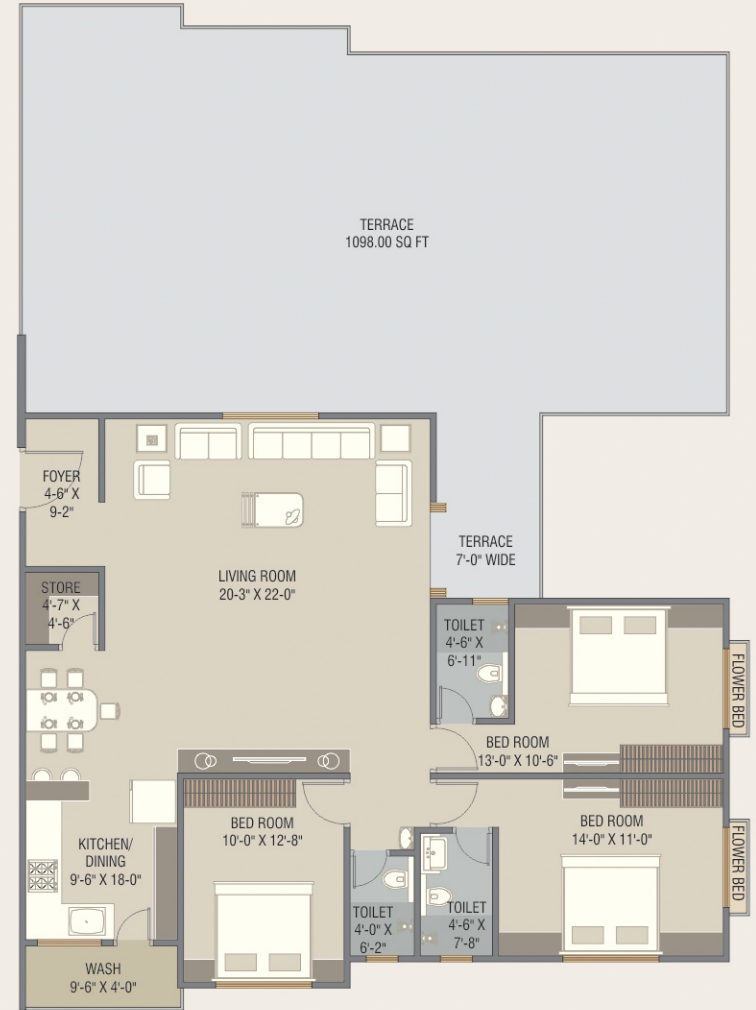 TERRACE
1098.00 SQ FT
FOYER
4-6" X
9-2"
TERRACE
7'-0" WIDE
LIVING ROOM
20-3" X 22-0"
STORE
4'-7" X
4'-6"
TOILET
4'-6" X
6'-11"
FLOWER BED
BED ROOM
13'-0" X 10'-6"
BED ROOM
10'-0" X 12'-8"
BED ROOM
14'-0" X 11'-0"
FLOWER BED
KITCHEN/
DINING
9'-6" X 18-0"
TOILET
4'-0" X
6'-2"
TOILET
4'-6" X
7'-8"
WASH
9'-6" X 4'-0"